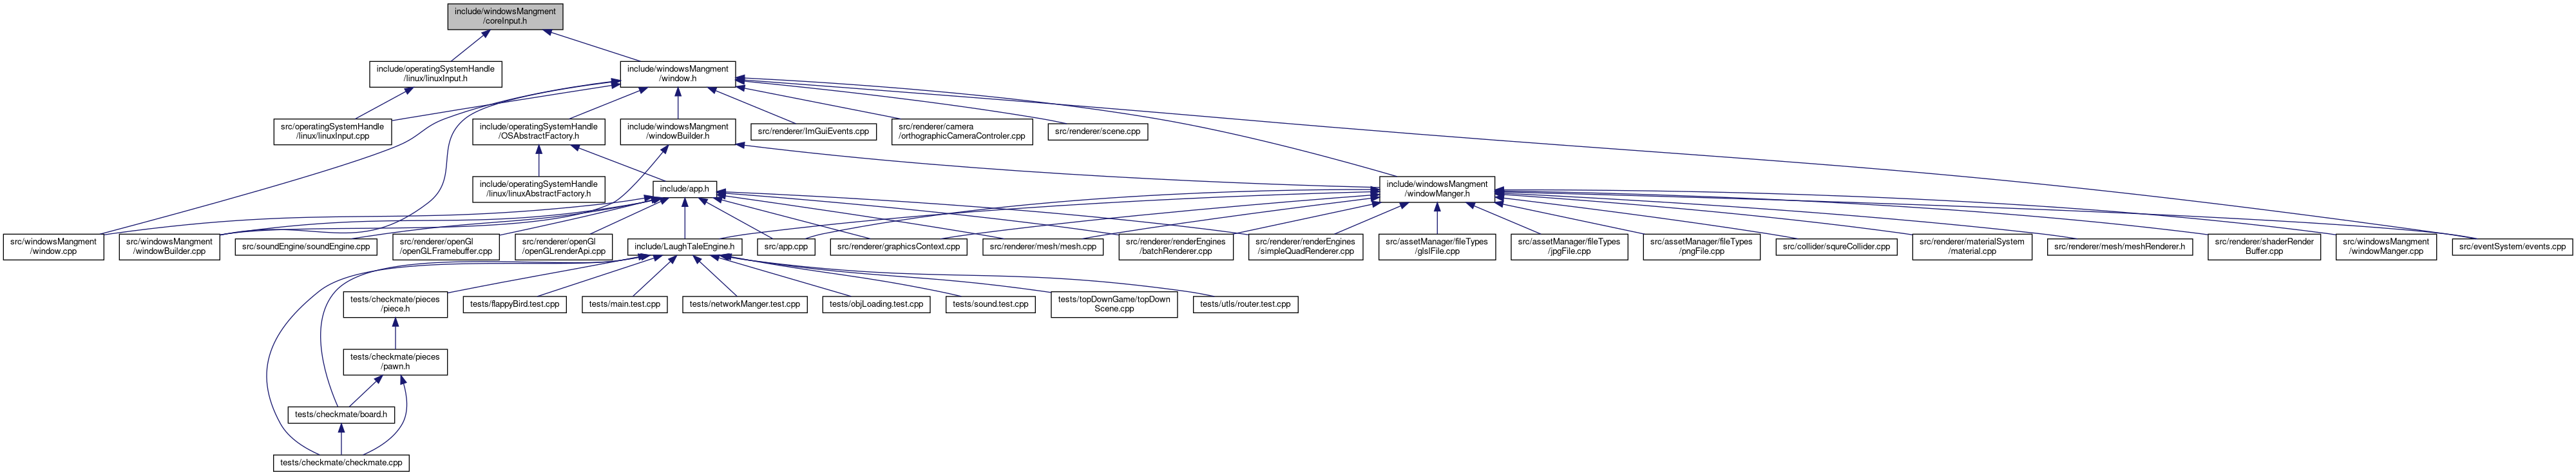 include/windowsMangment
/coreInput.h
include/operatingSystemHandle
/linux/linuxInput.h
include/windowsMangment
/window.h
src/operatingSystemHandle
/linux/linuxInput.cpp
include/operatingSystemHandle
/OSAbstractFactory.h
include/windowsMangment
/windowBuilder.h
src/renderer/ImGuiEvents.cpp
src/renderer/camera
/orthographicCameraControler.cpp
src/renderer/scene.cpp
include/operatingSystemHandle
/linux/linuxAbstractFactory.h
include/app.h
include/windowsMangment
/windowManger.h
src/windowsMangment
/window.cpp
src/windowsMangment
/windowBuilder.cpp
src/soundEngine/soundEngine.cpp
src/renderer/openGl
/openGLFramebuffer.cpp
src/renderer/openGl
/openGLrenderApi.cpp
include/LaughTaleEngine.h
src/app.cpp
src/renderer/graphicsContext.cpp
src/renderer/mesh/mesh.cpp
src/renderer/renderEngines
/batchRenderer.cpp
src/renderer/renderEngines
/simpleQuadRenderer.cpp
src/assetManager/fileTypes
/glslFile.cpp
src/assetManager/fileTypes
/jpgFile.cpp
src/assetManager/fileTypes
/pngFile.cpp
src/collider/squreCollider.cpp
src/renderer/materialSystem
/material.cpp
src/renderer/mesh/meshRenderer.h
src/renderer/shaderRender
Buffer.cpp
src/windowsMangment
/windowManger.cpp
src/eventSystem/events.cpp
tests/checkmate/pieces
/piece.h
tests/flappyBird.test.cpp
tests/main.test.cpp
tests/networkManger.test.cpp
tests/objLoading.test.cpp
tests/sound.test.cpp
tests/topDownGame/topDown
Scene.cpp
tests/utls/router.test.cpp
tests/checkmate/pieces
/pawn.h
tests/checkmate/board.h
tests/checkmate/checkmate.cpp